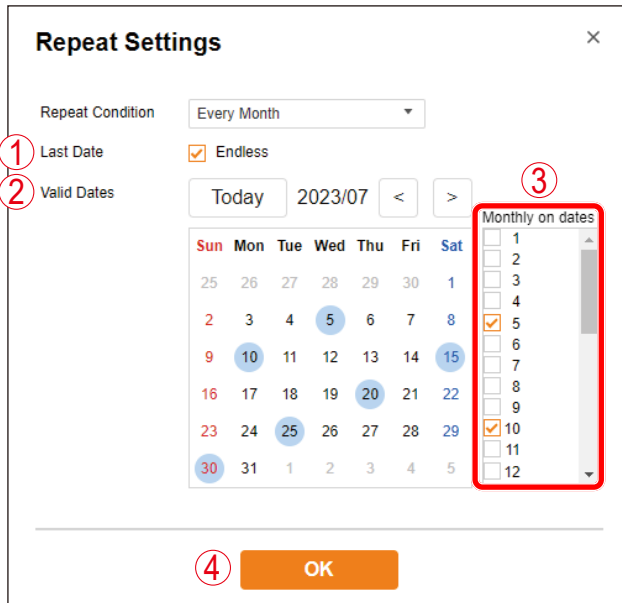 Repeat Settings ×
Repeat Condition Every Month
① Last Date Endless
② Valid Dates Today 2023/07 < >
③
Monthly on dates
Sun Mon Tue Wed Thu Fri Sat
25 26 27 28 29 30 1
2 3 4 5 6 7 8
9 10 11 12 13 14 15
16 17 18 19 20 21 22
23 24 25 26 27 28 29
30 31 1 2 3 4 5
1
2
3
4
5
6
7
8
9
10
11
12
④ OK